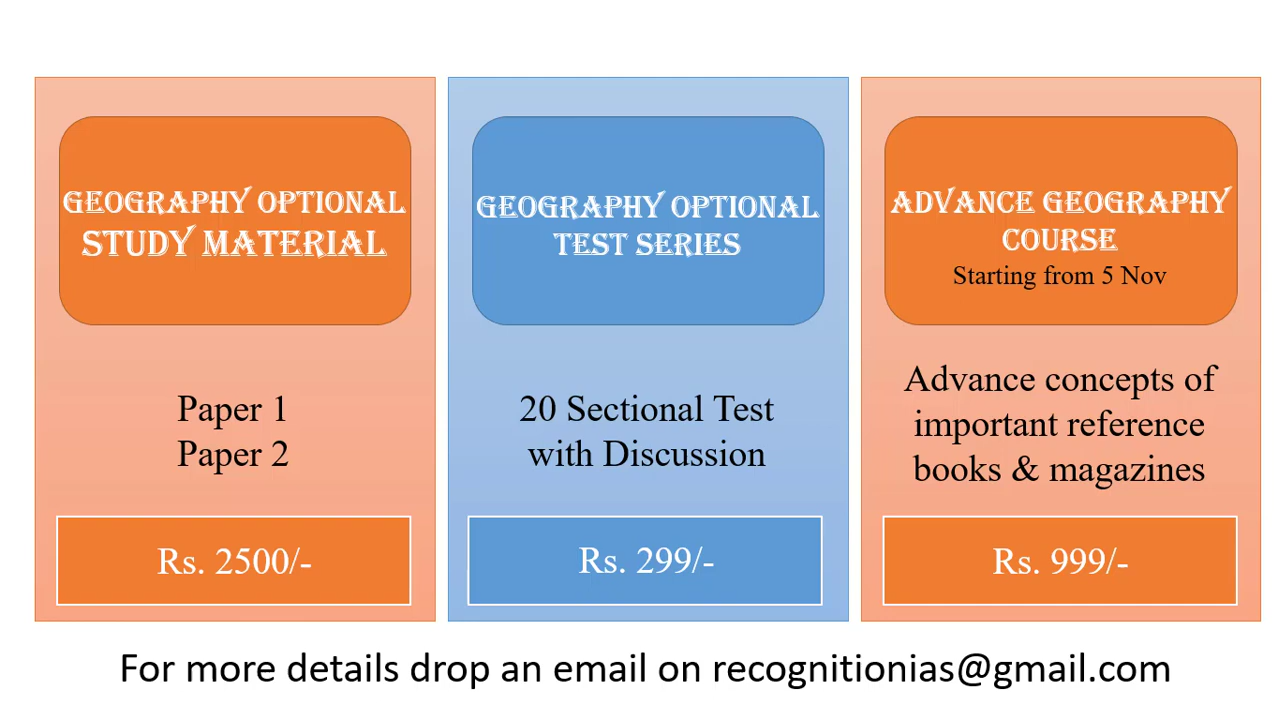 GEOGRAPHY OPTIONAL
STUDY MATERIAL
Paper 1
Paper 2
Rs. 2500/-
GEOGRAPHY OPTIONAL
TEST SERIES
20 Sectional Test
with Discussion
Rs. 299/-
ADVANCE GEOGRAPHY
COURSE
Starting from 5 Nov
Advance concepts of
important reference
books & magazines
Rs. 999/-
For more details drop an email on recognitionias@gmail.com